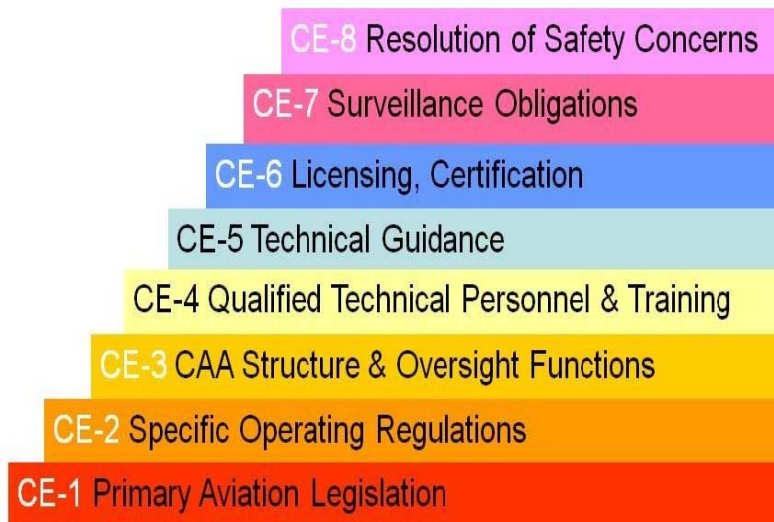 CE-8 Resolution of Safety Concerns
CE-7 Surveillance Obligations
CE-6 Licensing, Certification
CE-5 Technical Guidance
CE-4 Qualified Technical Personnel & Training
CE-3 CAA Structure & Oversight Functions
CE-2 Specific Operating Regulations
CE-1 Primary Aviation Legislation